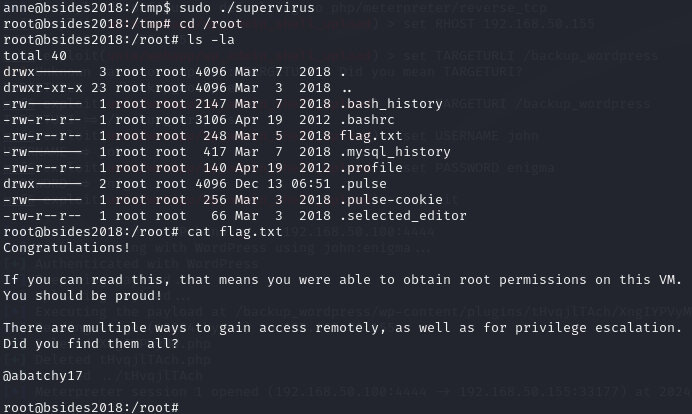 anne@bsides2018:/tmp$ sudo ./supervirus
root@bsides2018:/tmp# cd /root
root@bsides2018:/root# ls -la
total 40
drwx------  3 root root 4096 Mar  7  2018 .
drwxr-xr-x 23 root root 4096 Mar  3  2018 ..
-rw-------  1 root root 2147 Mar  7  2018 .bash_history
-rw-r--r--  1 root root 3106 Apr 19  2012 .bashrc
-rw-r--r--  1 root root  248 Mar  5  2018 flag.txt
-rw-------  1 root root  417 Mar  7  2018 .mysql_history
-rw-r--r--  1 root root  140 Apr 19  2012 .profile
drwx------  2 root root 4096 Dec 13 06:51 .pulse
-rw-------  1 root root  256 Mar  3  2018 .pulse-cookie
-rw-r--r--  1 root root   66 Mar  3  2018 .selected_editor
root@bsides2018:/root# cat flag.txt
Congratulations!
If you can read this, that means you were able to obtain root permissions on this VM.
You should be proud!
There are multiple ways to gain access remotely, as well as for privilege escalation.
Did you find them all?
@abatchy17
root@bsides2018:/root#